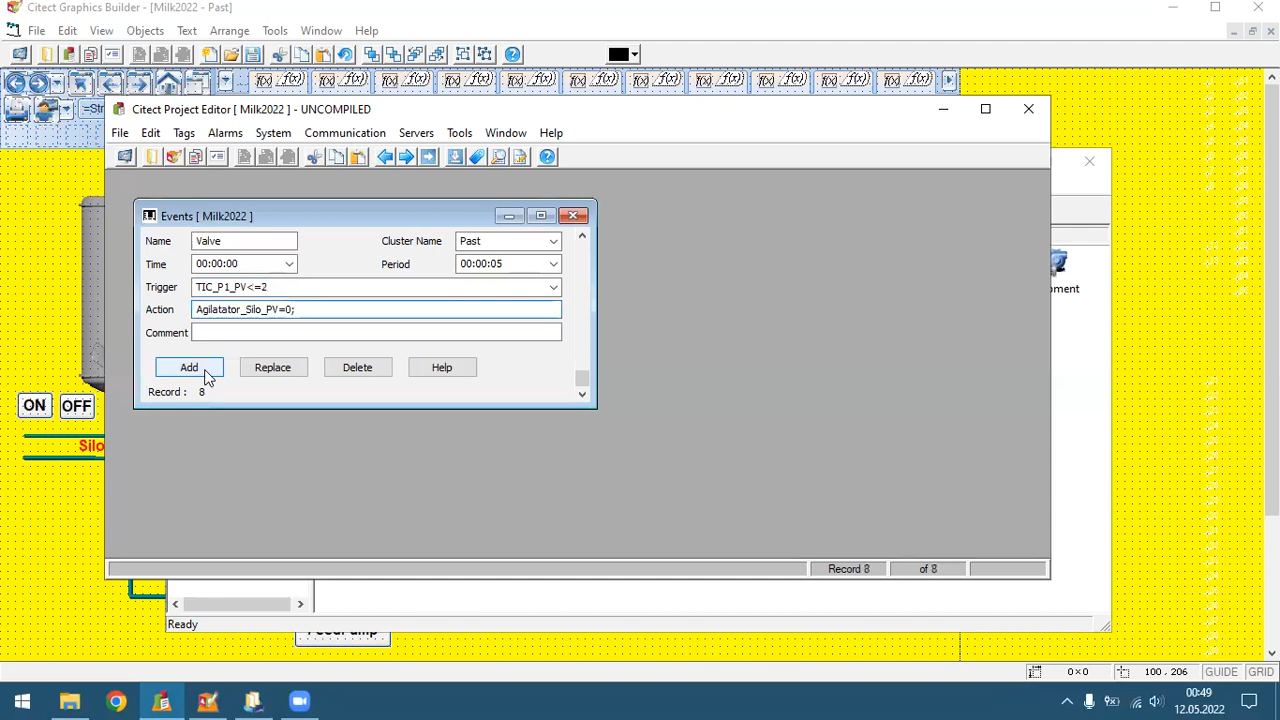 Citect Graphics Builder - [Milk2022 - Past]
File Edit View Objects Text Arrange Tools Window Help
=Str
Citect Project Editor [ Milk2022 ] - UNCOMPILED
File Edit Tags Alarms System Communication Servers Tools Window Help
Events [ Milk2022 ]
Name Valve Cluster Name Past
Time 00:00:00 Period 00:00:05
Trigger TIC_P1_PV<=2
Action Agilatator_Silo_PV=0;
Comment
Add Replace Delete Help
Record : 8
ON OFF
Silo
Record 8 of 8
Ready
0×0 100 , 206 GUIDE GRID
00:49
12.05.2022